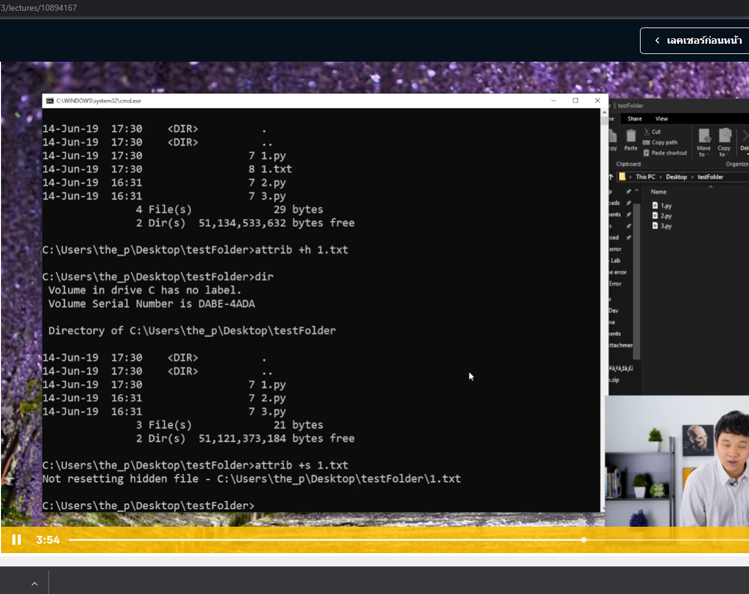 3/lectures/10894167
เลคเชอร์ก่อนหน้า
C:\WINDOWS\system32\cmd.exe
14-Jun-19  17:30    <DIR>          .
14-Jun-19  17:30    <DIR>          ..
14-Jun-19  17:30                 7 1.py
14-Jun-19  17:30                 8 1.txt
14-Jun-19  16:31                 7 2.py
14-Jun-19  16:31                 7 3.py
4 File(s)             29 bytes
2 Dir(s)  51,134,533,632 bytes free
C:\Users\the_p\Desktop\testFolder>attrib +h 1.txt
C:\Users\the_p\Desktop\testFolder>dir
Volume in drive C has no label.
Volume Serial Number is DABE-4ADA
Directory of C:\Users\the_p\Desktop\testFolder
14-Jun-19  17:30    <DIR>          .
14-Jun-19  17:30    <DIR>          ..
14-Jun-19  17:30                 7 1.py
14-Jun-19  16:31                 7 2.py
14-Jun-19  16:31                 7 3.py
3 File(s)             21 bytes
2 Dir(s)  51,121,373,184 bytes free
C:\Users\the_p\Desktop\testFolder>attrib +s 1.txt
Not resetting hidden file - C:\Users\the_p\Desktop\testFolder\1.txt
C:\Users\the_p\Desktop\testFolder>
testFolder
Share View
Cut
Copy path
Paste shortcut
Paste
Move to
Copy to
Clipboard
Organize
This PC > Desktop > testFolder
Name
1.py
2.py
3.py
Lab
3:54